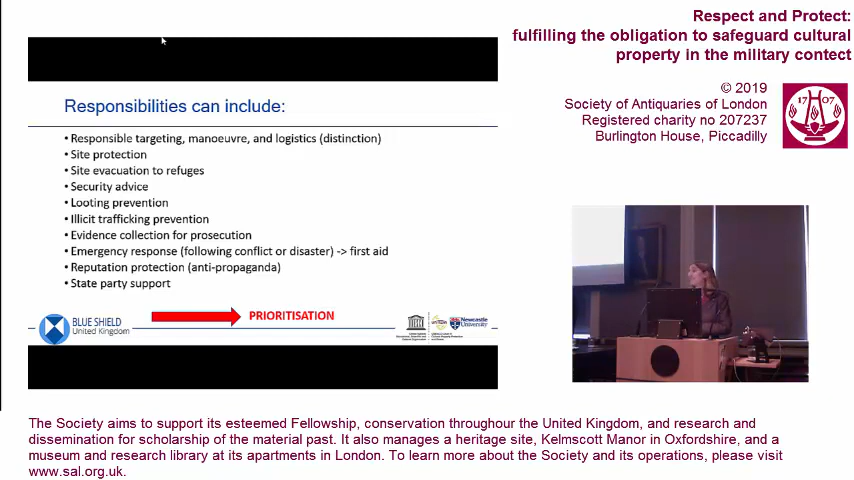 Respect and Protect:
fulfilling the obligation to safeguard cultural
property in the military contect
© 2019
Society of Antiquaries of London
Registered charity no 207237
Burlington House, Piccadilly
17 07
Responsibilities can include:
• Responsible targeting, manoeuvre, and logistics (distinction)
• Site protection
• Site evacuation to refuges
• Security advice
• Looting prevention
• Illicit trafficking prevention
• Evidence collection for prosecution
• Emergency response (following conflict or disaster) -> first aid
• Reputation protection (anti-propaganda)
• State party support
PRIORITISATION
BLUE SHIELD
United Kingdom
Newcastle
University
The Society aims to support its esteemed Fellowship, conservation throughour the United Kingdom, and research and
dissemination for scholarship of the material past. It also manages a heritage site, Kelmscott Manor in Oxfordshire, and a
museum and research library at its apartments in London. To learn more about the Society and its operations, please visit
www.sal.org.uk.